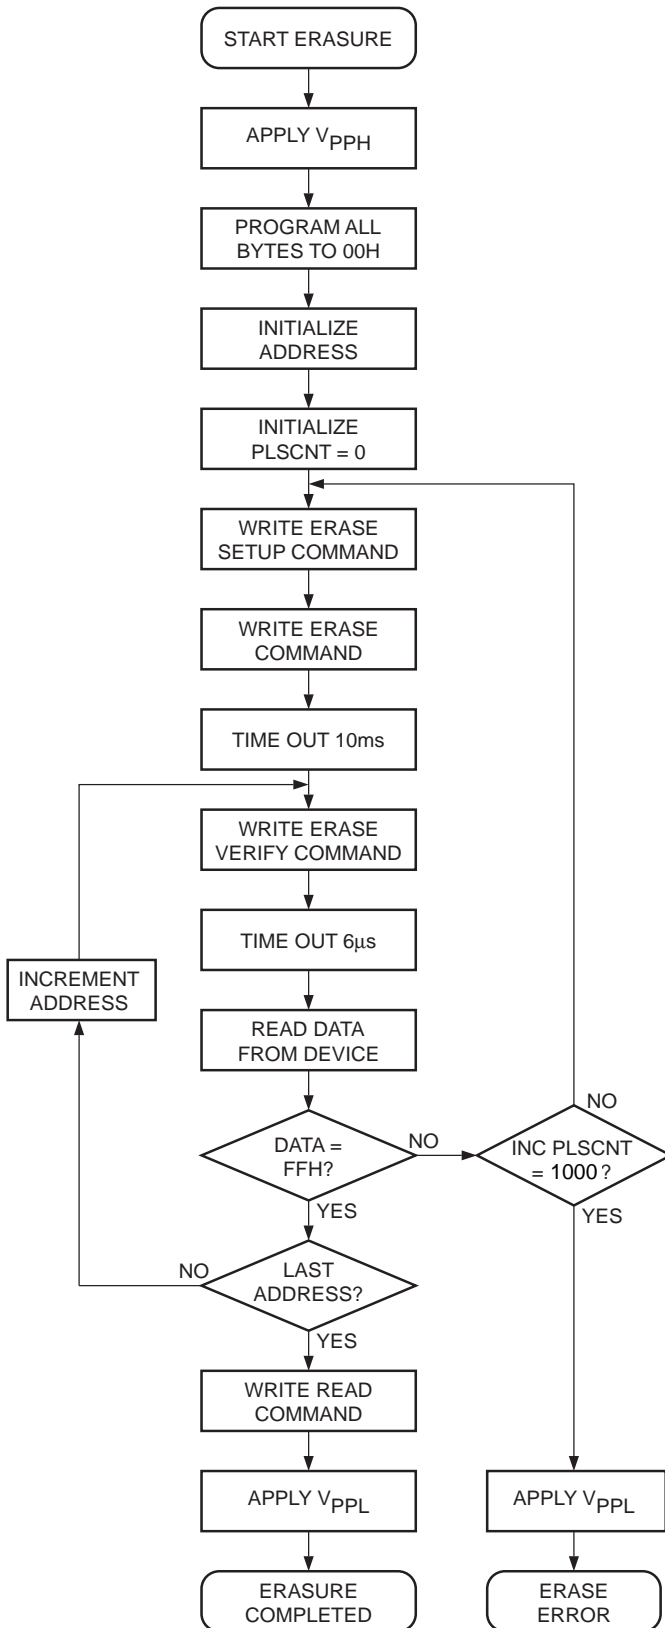 START ERASURE
APPLY VPPH
PROGRAM ALL
BYTES TO 00H
INITIALIZE
ADDRESS
INITIALIZE
PLSCNT = 0
WRITE ERASE
SETUP COMMAND
WRITE ERASE
COMMAND
TIME OUT 10ms
WRITE ERASE
VERIFY COMMAND
TIME OUT 6μs
INCREMENT
ADDRESS
READ DATA
FROM DEVICE
NO
DATA =
FFH?
NO
INC PLSCNT
= 1000 ?
YES
YES
NO
LAST
ADDRESS?
YES
WRITE READ
COMMAND
APPLY VPPL
APPLY VPPL
ERASURE
COMPLETED
ERASE
ERROR